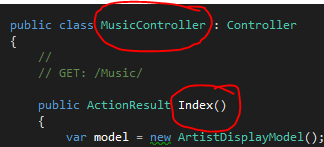 public class MusicController : Controller
{
//
// GET: /Music/
public ActionResult Index()
{
var model = new ArtistDisplayModel();